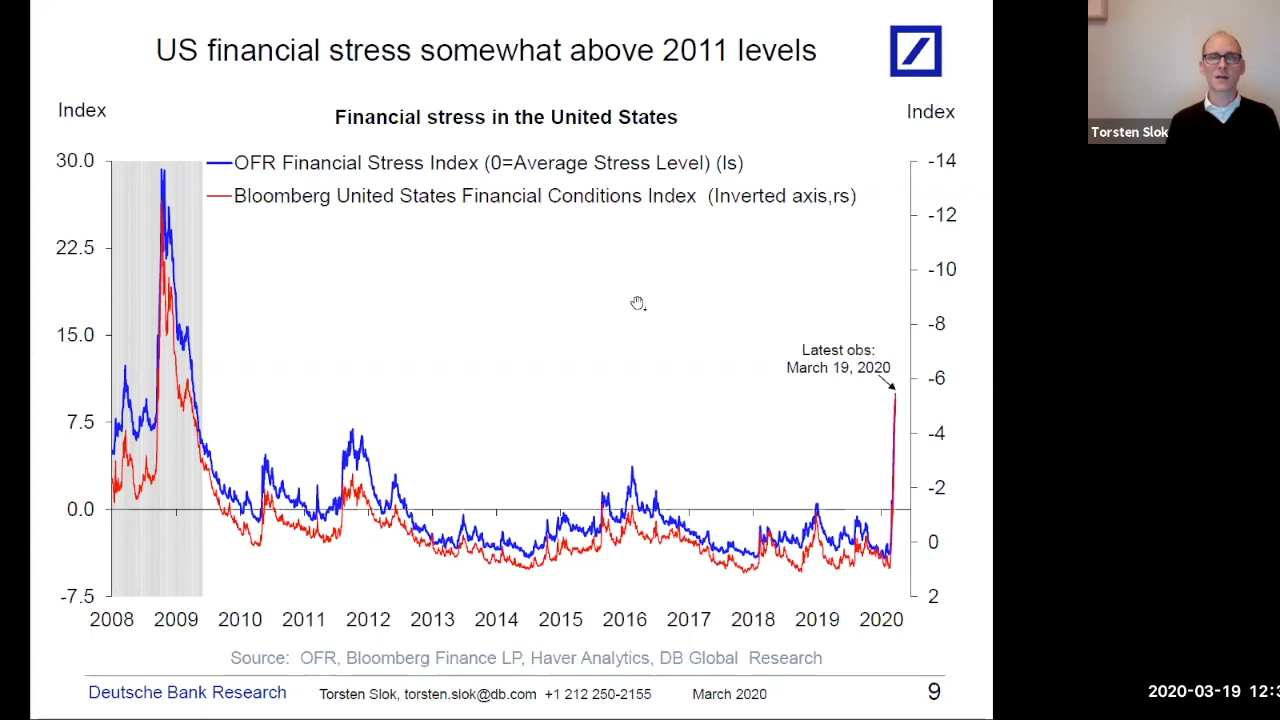 US financial stress somewhat above 2011 levels
Index
Financial stress in the United States
Index
OFR Financial Stress Index (0=Average Stress Level) (ls)
Bloomberg United States Financial Conditions Index (Inverted axis,rs)
30.0
22.5
15.0
7.5
0.0
-7.5
-14
-12
-10
-8
-6
-4
-2
0
2
Latest obs:
March 19, 2020
2008 2009 2010 2011 2012 2013 2014 2015 2016 2017 2018 2019 2020
Source: OFR, Bloomberg Finance LP, Haver Analytics, DB Global Research
Deutsche Bank Research Torsten Slok, torsten.slok@db.com +1 212 250-2155 March 2020 9
Torsten Slok
2020-03-19 12:3